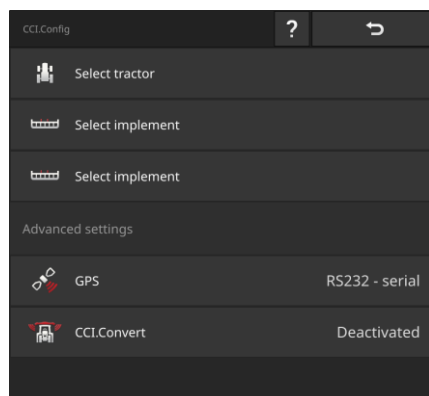 CCI.Config ?
Select tractor
Select implement
Select implement
Advanced settings
GPS RS232 - serial
CCI.Convert Deactivated